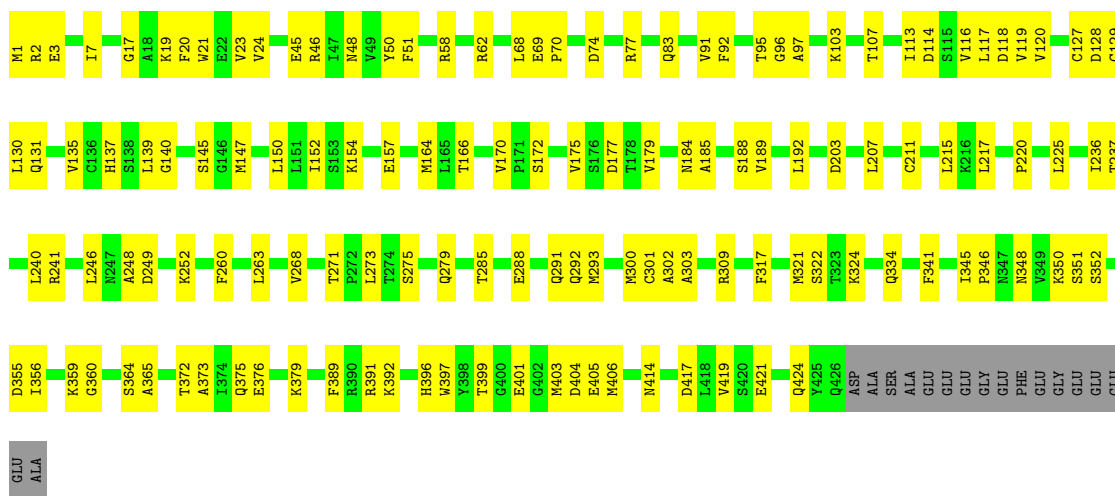 M1 R2 E3 I7 G17 A18 K19 F20 W21 E22 V23 V24 E45 R46 I47 N48 V49 Y50 F51 R58 R62 L68 E69 P70 D74 R77 Q83 V91 F92 T95 G96 A97 K103 T107 I113 D114 S115 V116 L117 D118 V119 V120 C127 D128 G129
L130 Q131 V135 C136 H137 S138 L139 G140 S145 G146 M147 L150 L151 I152 S153 K154 E157 M164 L165 T166 V170 P171 S172 V175 S176 D177 T178 V179 N184 A185 S188 V189 L192 D203 L207 C211 L215 K216 L217 P220 L225 I236 T237
L240 R241 L246 N247 A248 D249 K252 F260 L263 V268 T271 P272 L273 T274 S275 Q279 T285 E288 Q291 Q292 M293 M300 C301 A302 A303 R309 F317 M321 S322 T323 K324 Q334 F341 I345 P346 N347 N348 V349 K350 S351 S352
D355 I356 K359 G360 S364 A365 T372 A373 I374 Q375 E376 K379 F389 R390 R391 K392 H396 W397 Y398 T399 G400 E401 G402 M403 D404 E405 M406 N414 D417 L418 V419 S420 E421 Q424 Y425 Q426 ASP ALA SER ALA GLU GLU GLU GLY GLU PHE GLU GLY GLU GLU GLU
GLU ALA